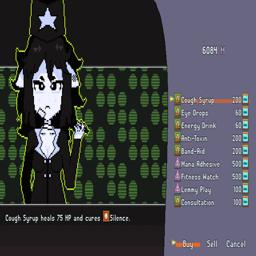 6084 M
Cough Syrup 200
Eye Drops 60
Energy Drink 60
Anti-Toxin 200
Band-Aid 200
Mana Adhesive 500
Fitness Watch 500
Lemmy Play 100
Consultation 100
Cough Syrup heals 75 HP and cures Silence.
Buy Sell Cancel